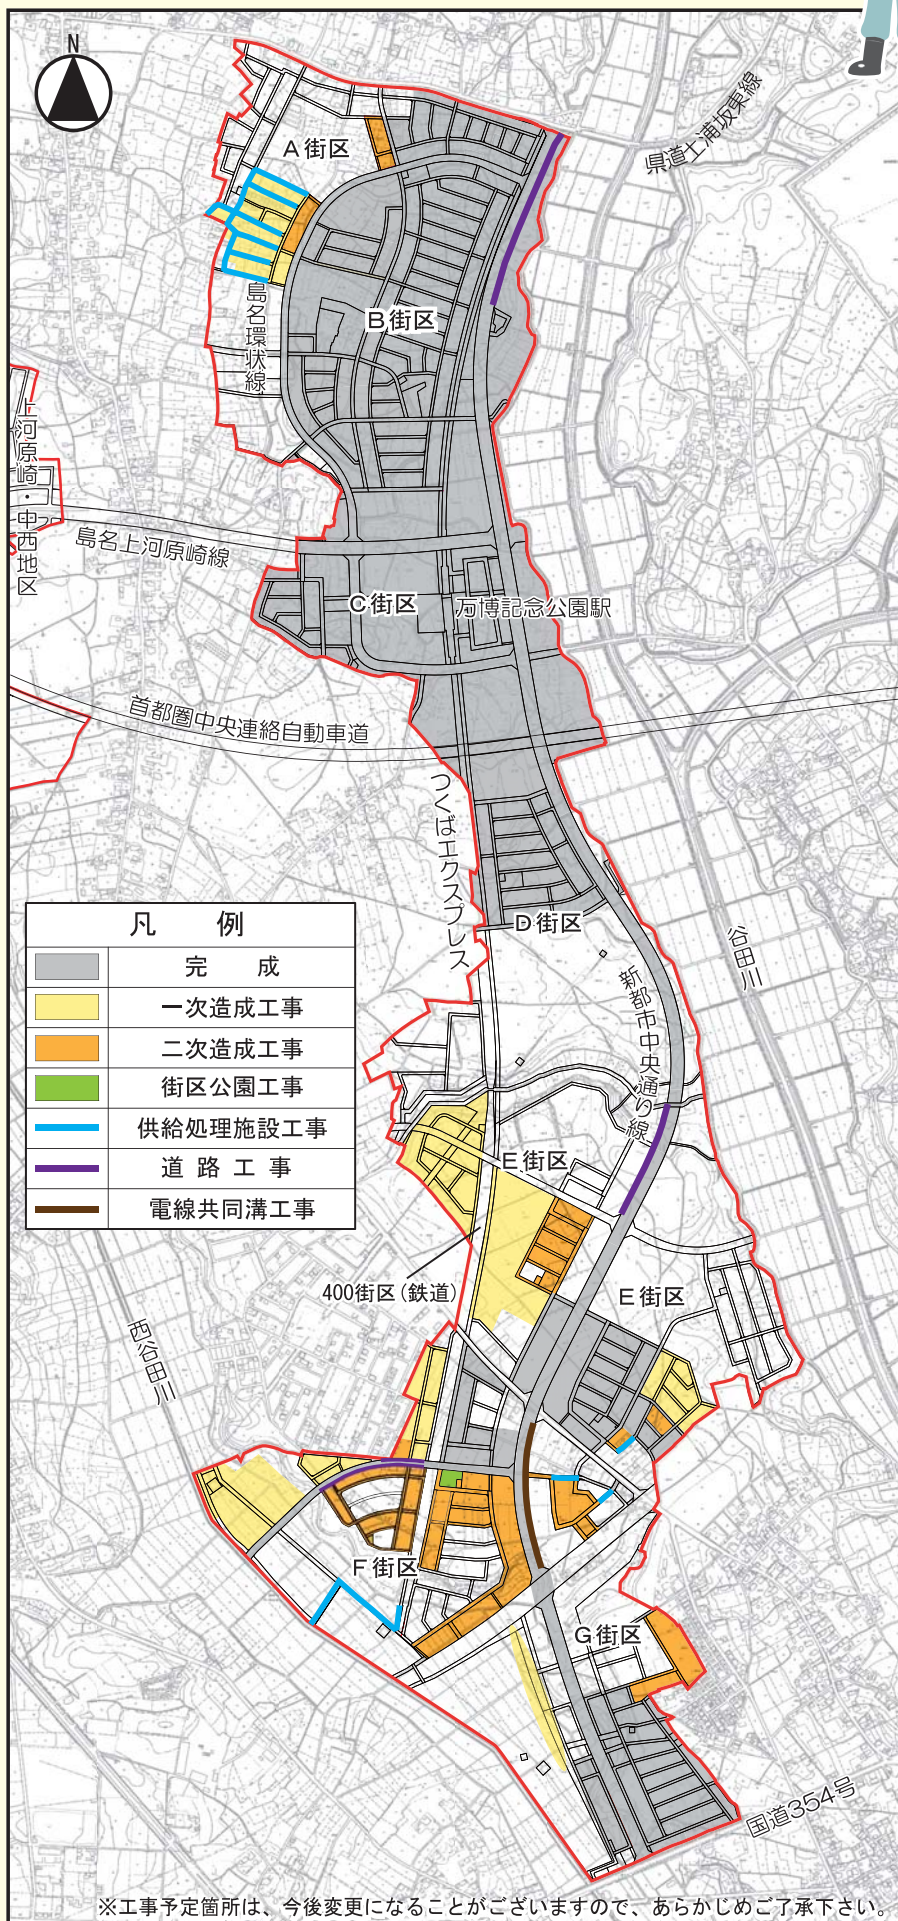 N
県道土浦坂東線
A街区
島名環状線
B街区
上河原崎・中西地区
島名上河原崎線
C街区
万博記念公園駅
首都圏中央連絡自動車道
つくばエクスプレス
D街区
谷田川
新都市中央通り線
凡 例
完 成
一次造成工事
二次造成工事
街区公園工事
供給処理施設工事
道 路 工 事
電線共同溝工事
E街区
400街区(鉄道)
E街区
西谷田川
F街区
G街区
国道354号
※工事予定箇所は、今後変更になることがございますので、あらかじめご了承下さい。